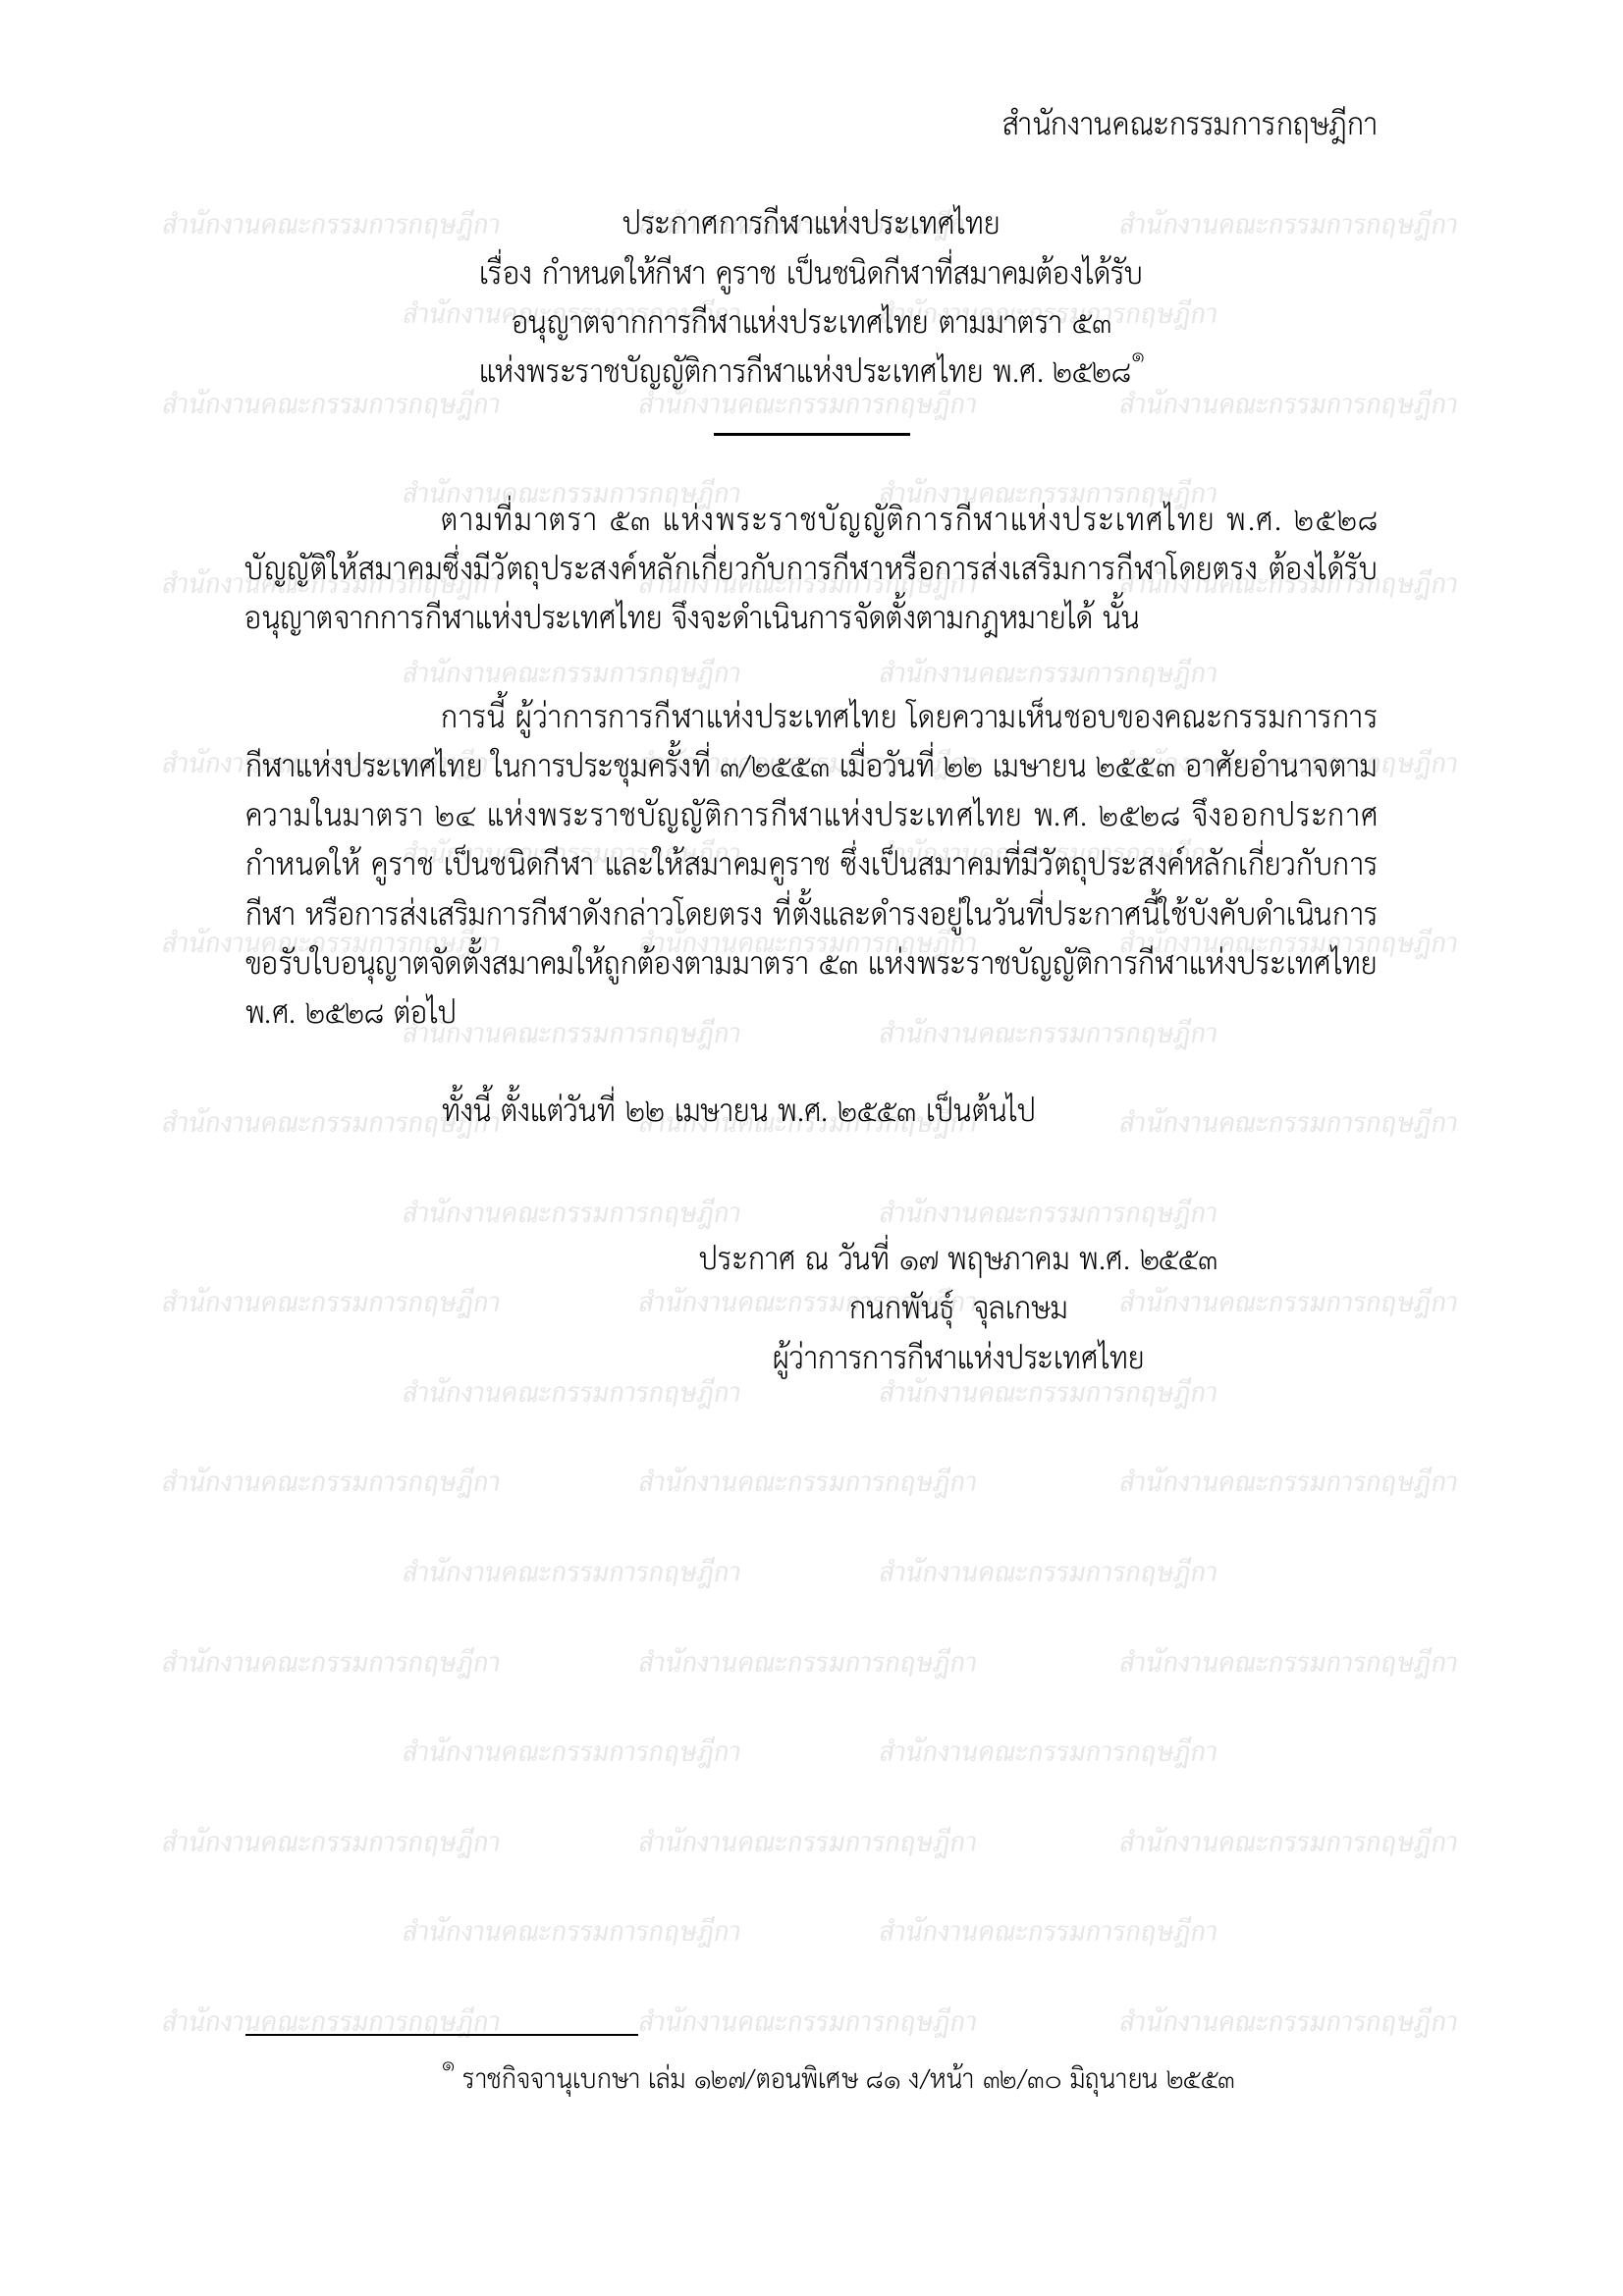 สำนักงานคณะกรรมการกฤษฎีกา
ประกาศการกีฬาแห่งประเทศไทย
เรื่อง กำหนดให้กีฬา คูราช เป็นชนิดกีฬาที่สมาคมต้องได้รับ
อนุญาตจากการกีฬาแห่งประเทศไทย ตามมาตรา ๕๓
แห่งพระราชบัญญัติการกีฬาแห่งประเทศไทย พ.ศ. ๒๕๒๘๑
ตามที่มาตรา ๕๓ แห่งพระราชบัญญัติการกีฬาแห่งประเทศไทย พ.ศ. ๒๕๒๘
บัญญัติให้สมาคมซึ่งมีวัตถุประสงค์หลักเกี่ยวกับการกีฬาหรือการส่งเสริมการกีฬาโดยตรง ต้องได้รับ
อนุญาตจากการกีฬาแห่งประเทศไทย จึงจะดำเนินการจัดตั้งตามกฎหมายได้ นั้น
การนี้ ผู้ว่าการการกีฬาแห่งประเทศไทย โดยความเห็นชอบของคณะกรรมการการ
กีฬาแห่งประเทศไทย ในการประชุมครั้งที่ ๓/๒๕๕๓ เมื่อวันที่ ๒๒ เมษายน ๒๕๕๓ อาศัยอำนาจตาม
ความในมาตรา ๒๔ แห่งพระราชบัญญัติการกีฬาแห่งประเทศไทย พ.ศ. ๒๕๒๘ จึงออกประกาศ
กำหนดให้ คูราช เป็นชนิดกีฬา และให้สมาคมคูราช ซึ่งเป็นสมาคมที่มีวัตถุประสงค์หลักเกี่ยวกับการ
กีฬา หรือการส่งเสริมการกีฬาดังกล่าวโดยตรง ที่ตั้งและดำรงอยู่ในวันที่ประกาศนี้ใช้บังคับดำเนินการ
ขอรับใบอนุญาตจัดตั้งสมาคมให้ถูกต้องตามมาตรา ๕๓ แห่งพระราชบัญญัติการกีฬาแห่งประเทศไทย
พ.ศ. ๒๕๒๘ ต่อไป
ทั้งนี้ ตั้งแต่วันที่ ๒๒ เมษายน พ.ศ. ๒๕๕๓ เป็นต้นไป
ประกาศ ณ วันที่ ๑๗ พฤษภาคม พ.ศ. ๒๕๕๓
กนกพันธุ์ จุลเกษม
ผู้ว่าการการกีฬาแห่งประเทศไทย
๑ ราชกิจจานุเบกษา เล่ม ๑๒๗/ตอนพิเศษ ๘๑ ง/หน้า ๓๒/๓๐ มิถุนายน ๒๕๕๓